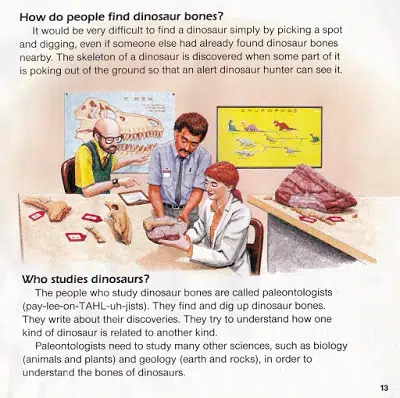 How do people find dinosaur bones?
It would be very difficult to find a dinosaur simply by picking a spot
and digging, even if someone else had already found dinosaur bones
nearby. The skeleton of a dinosaur is discovered when some part of it
is poking out of the ground so that an alert dinosaur hunter can see it.
T. REX
Who studies dinosaurs?
The people who study dinosaur bones are called paleontologists
(pay-lee-on-TAHL-uh-jists). They find and dig up dinosaur bones.
They write about their discoveries. They try to understand how one
kind of dinosaur is related to another kind.
Paleontologists need to study many other sciences, such as biology
(animals and plants) and geology (earth and rocks), in order to
understand the bones of dinosaurs.
13